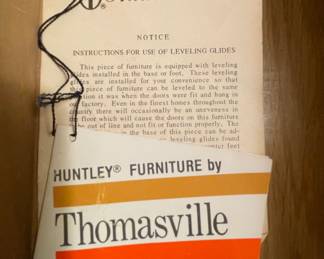 ®
NOTICE
INSTRUCTIONS FOR USE OF LEVELING GLIDES
This piece of furniture is equipped with leveling
glides installed in the base or foot. These leveling
glides are installed for your convenience so that
this piece of furniture can be leveled to the same
position it was when the doors were fit and hung on
our factory. Even in the finest homes throughout the
country there will occasionally be an uneveness in
the floor which will cause the doors on this furniture
to be out of line and not fit or function properly. The
in the base of this piece can be ad-
leveling glides found
HUNTLEY® FURNITURE by
Thomasville